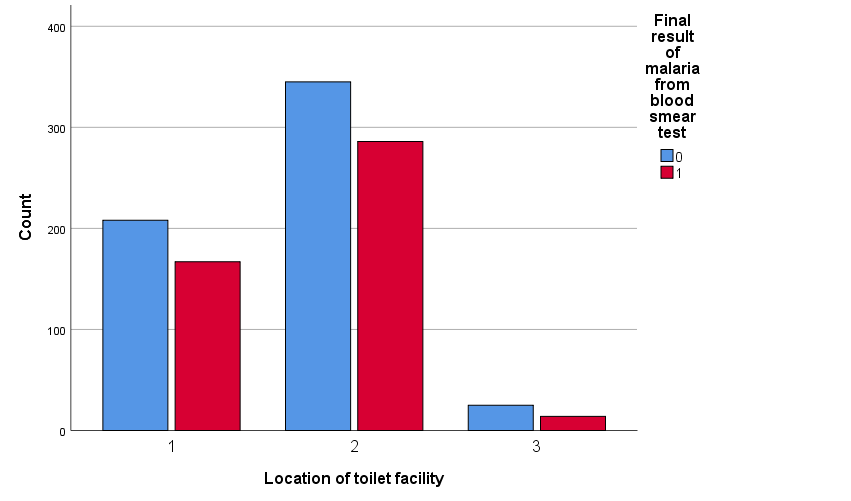 400
300
200
100
0
Count
1
2
3
Location of toilet facility
Final
result
of
malaria
from
blood
smear
test
0
1